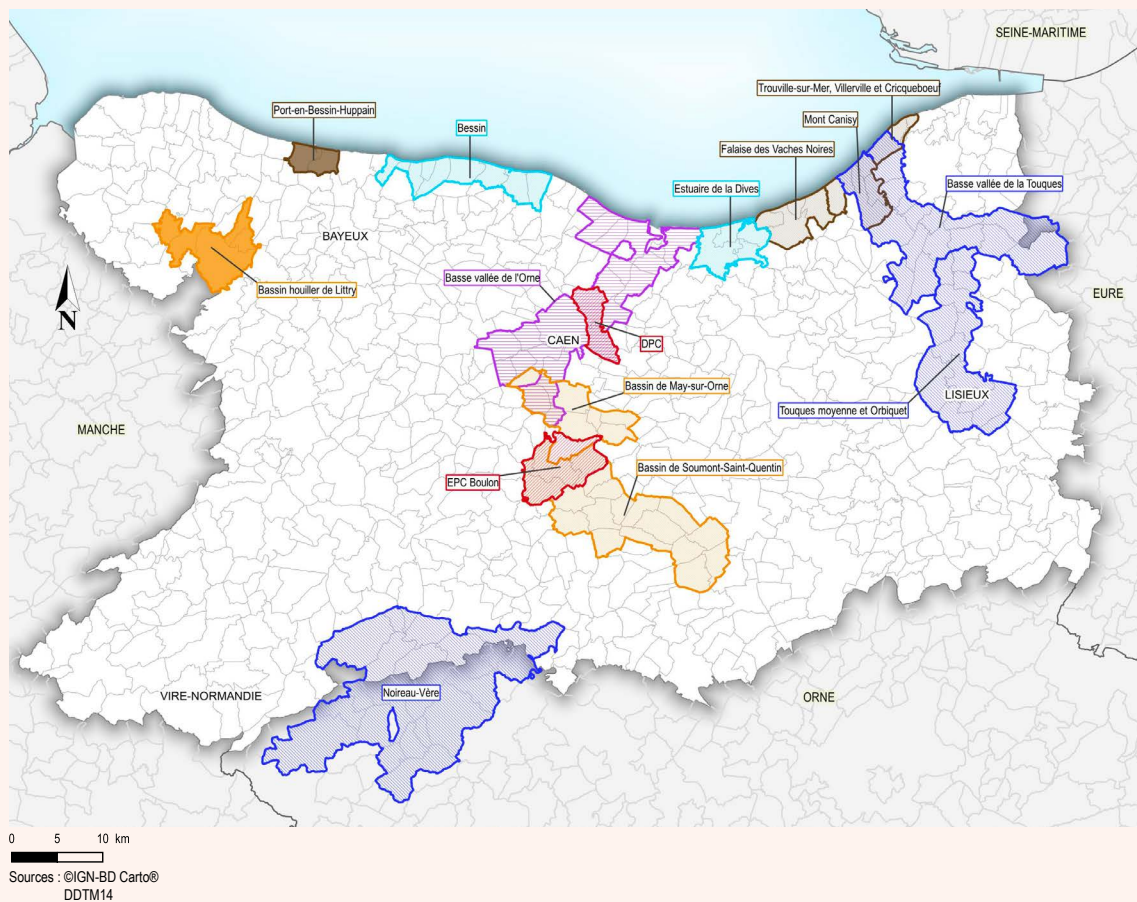 SEINE-MARITIME
Trouville-sur-Mer, Villerville et Cricqueboeuf
Port-en-Bessin-Huppain
Mont Canisy
Bessin
Falaise des Vaches Noires
Basse vallée de la Touques
Estuaire de la Dives
BAYEUX
Basse vallée de l'Orne
Bassin houiller de Littry
EURE
N
CAEN
DPC
Bassin de May-sur-Orne
LISIEUX
Touques moyenne et Orbiquet
MANCHE
Bassin de Soumont-Saint-Quentin
EPC Boulon
VIRE-NORMANDIE
Noireau-Vère
ORNE
0 5 10 km
Sources : ©IGN-BD Carto®
DDTM14